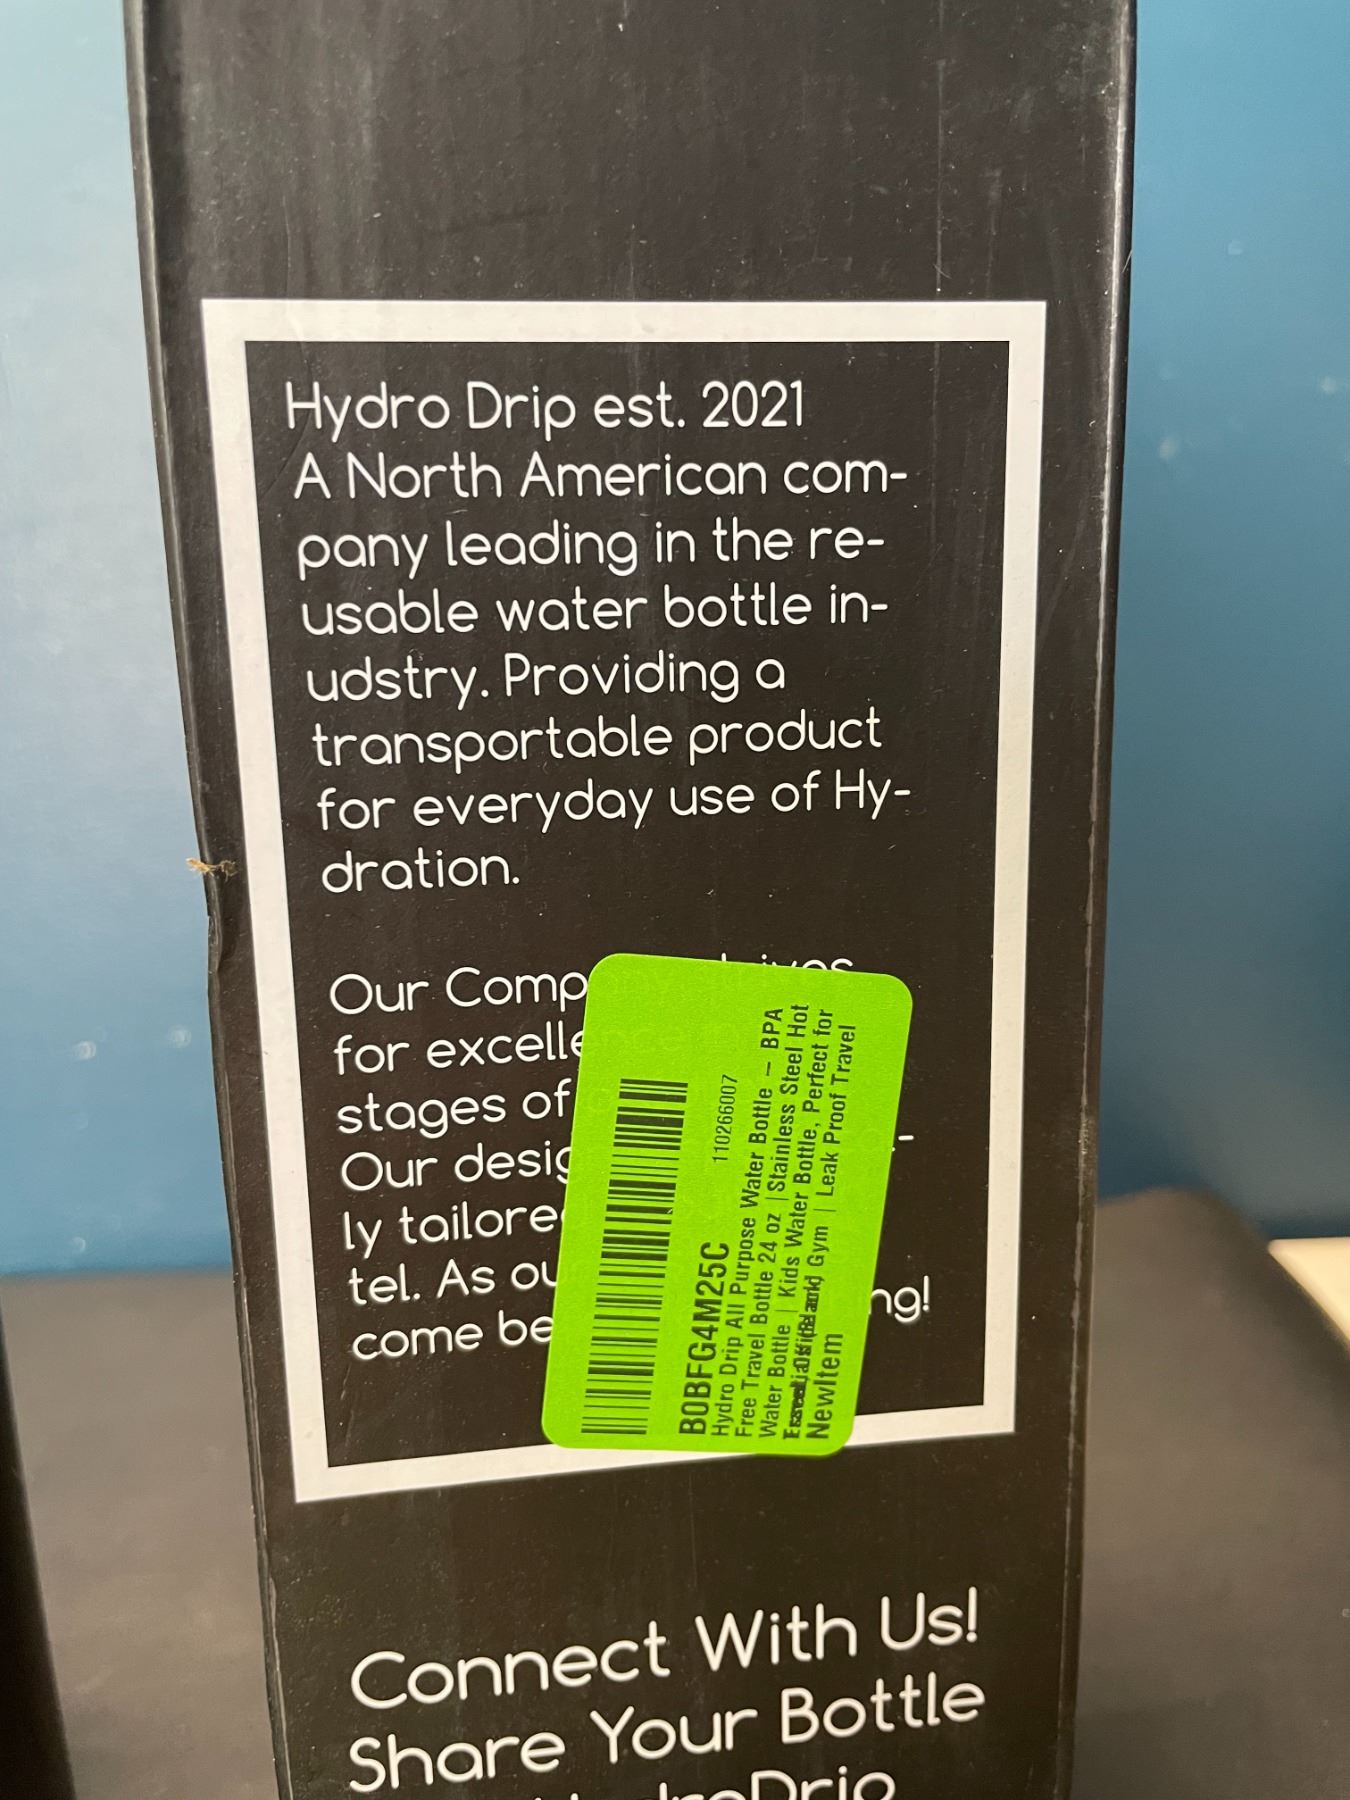 Hydro Drip est. 2021
A North American com-
pany leading in the re-
usable water bottle in-
udstry. Providing a
transportable product
for everyday use of Hy-
dration.
Our Comp
for excelle
stages of
Our desig
ly tailore
tel. As ou
come be ng!
B0BFG4M25C 110266007
Hydro Drip All Purpose Water Bottle – BPA
Free Travel Bottle 24 oz | Stainless Steel Hot
Water Bottle | Kids Water Bottle, Perfect for
Gym | Leak Proof Travel
NewItem
Connect With Us!
Share Your Bottle